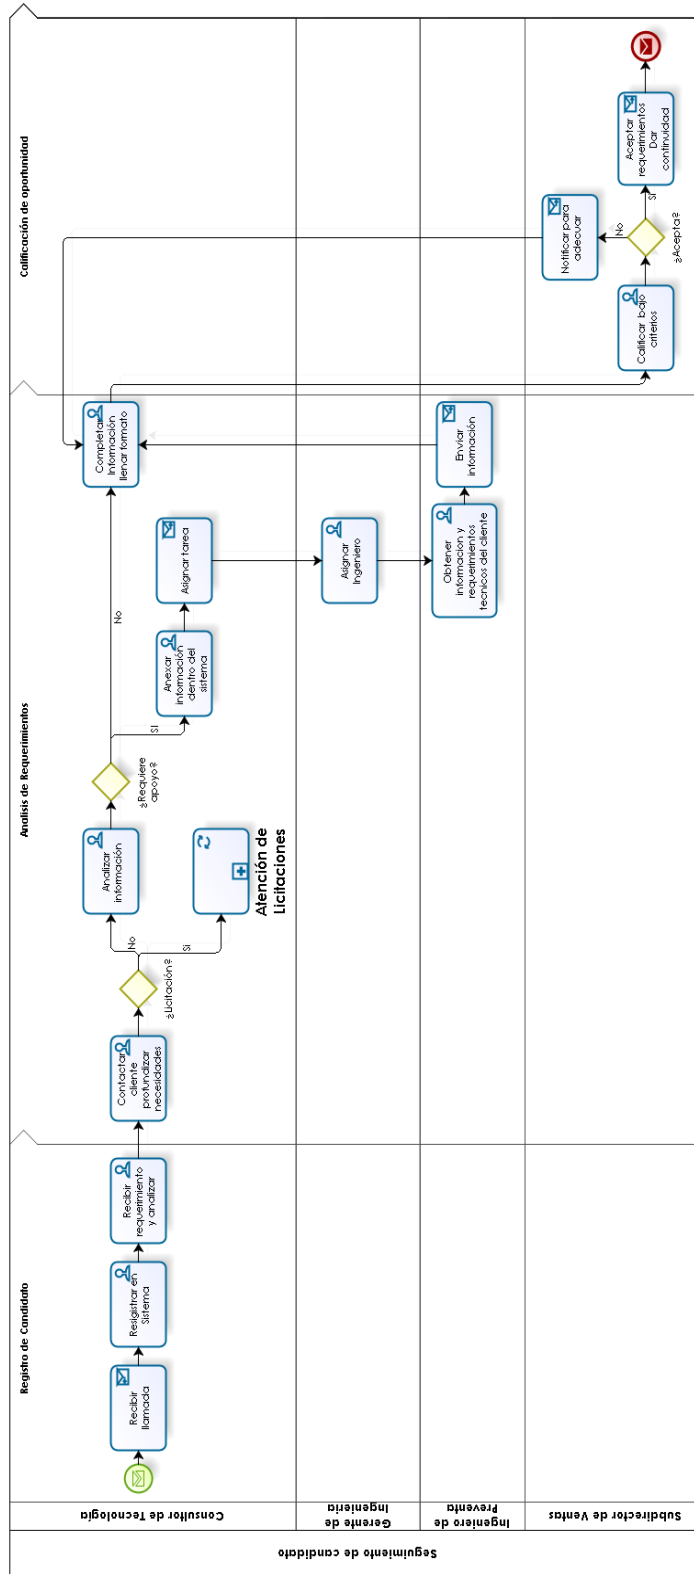 Seguimiento de candidato
Consultor de Tecnología
Gerente de
Ingenieria
Ingeniero de
Preventa
Subdirector de Ventas
Registro de Candidato
Analisis de Requerimientos
Calificación de oportunidad
Recibir
llamada
Resigistrar en
Sistema
Recibir
requerimiento
y analizar
Contactar
cliente
profundizar
necesidades
¿Licitación?
No
Si
Analizar
información
Atención de
Licitaciones
¿Requiere
apoyo?
No
SI
Anexar
información
dentro del
sistema
Asignar tarea
Completar
Información
llenar formato
Asignar
Ingeniero
Obtener
informacion y
requerimientos
tecnicos del cliente
Enviar
información
Calificar bajo
criterios
¿Acepta?
No
SI
Notificar para
adecuar
Aceptar
requerimientos
Dar
continuidad